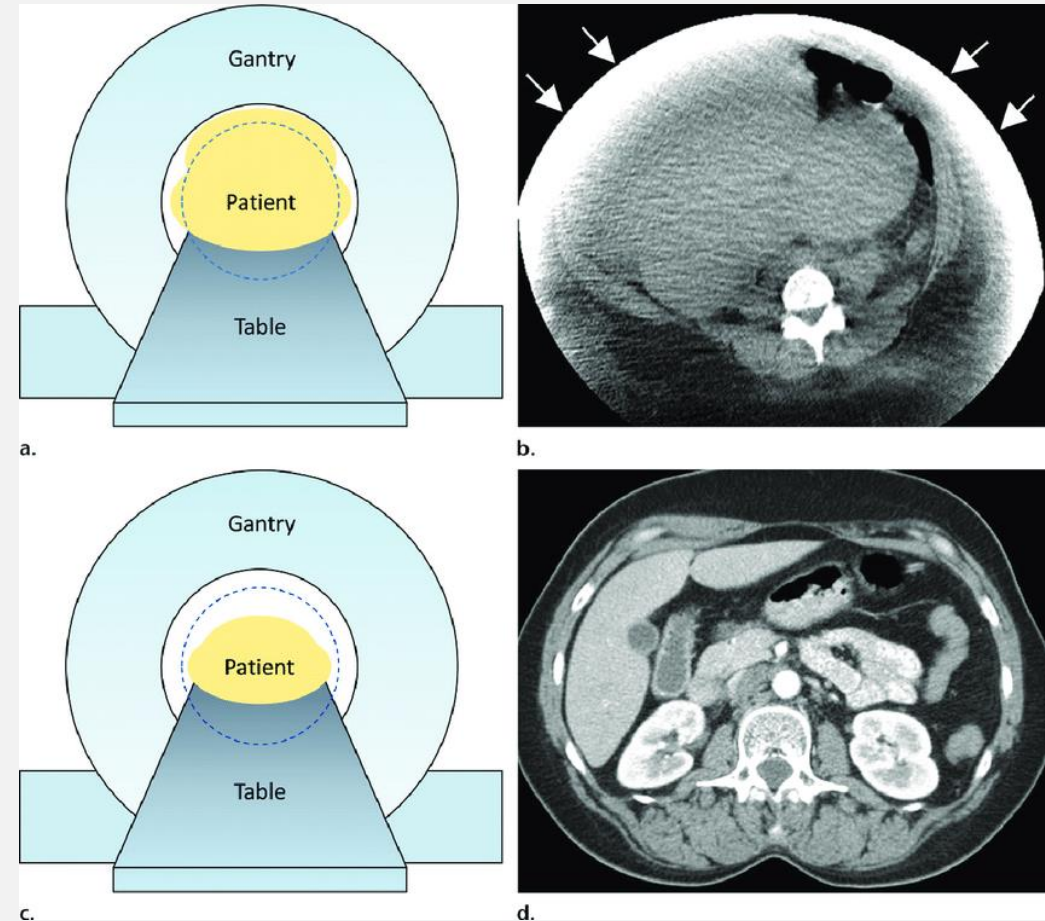 Gantry
Patient
Table
a.
b.
Gantry
Patient
Table
c.
d.